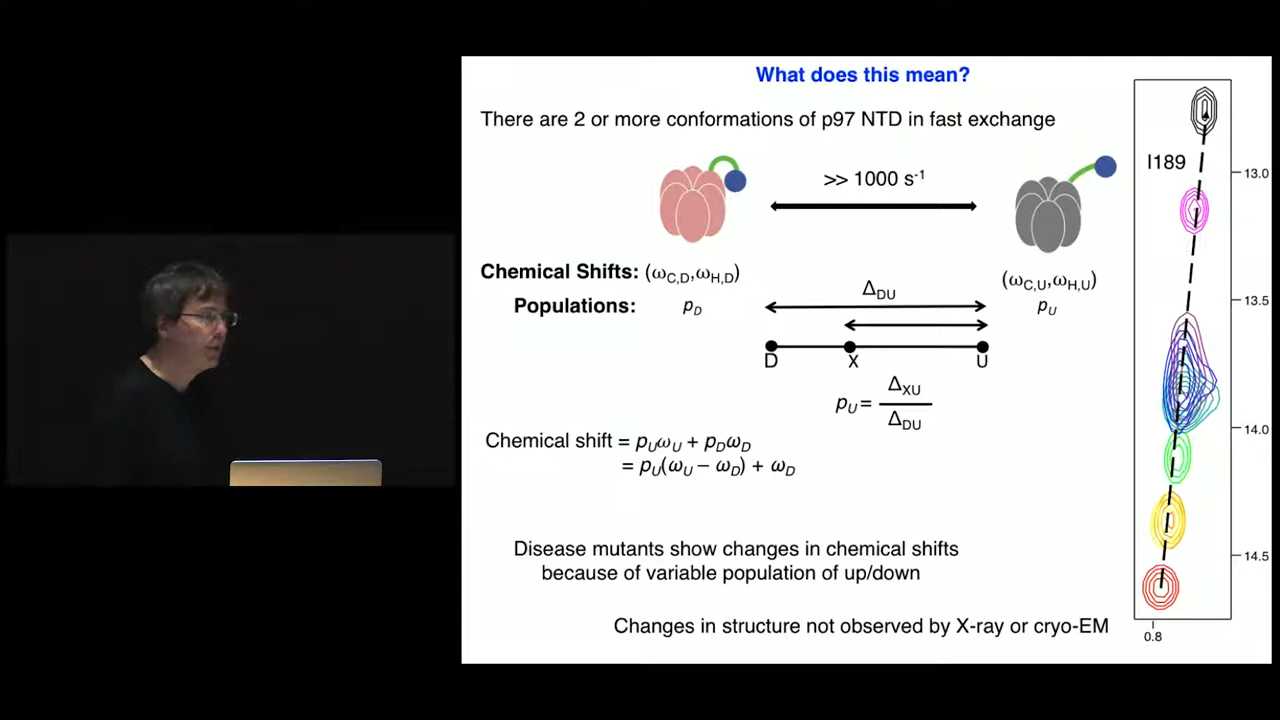 What does this mean?
There are 2 or more conformations of p97 NTD in fast exchange
>> 1000 s⁻¹
Chemical Shifts: (ω_C,D,ω_H,D)
(ω_C,U,ω_H,U)
Populations: p_D
Δ_DU
p_U
D X U
p_U = Δ_XU / Δ_DU
Chemical shift = p_Uω_U + p_Dω_D
= p_U(ω_U − ω_D) + ω_D
Disease mutants show changes in chemical shifts
because of variable population of up/down
Changes in structure not observed by X-ray or cryo-EM
I189
13.0
13.5
14.0
14.5
0.8